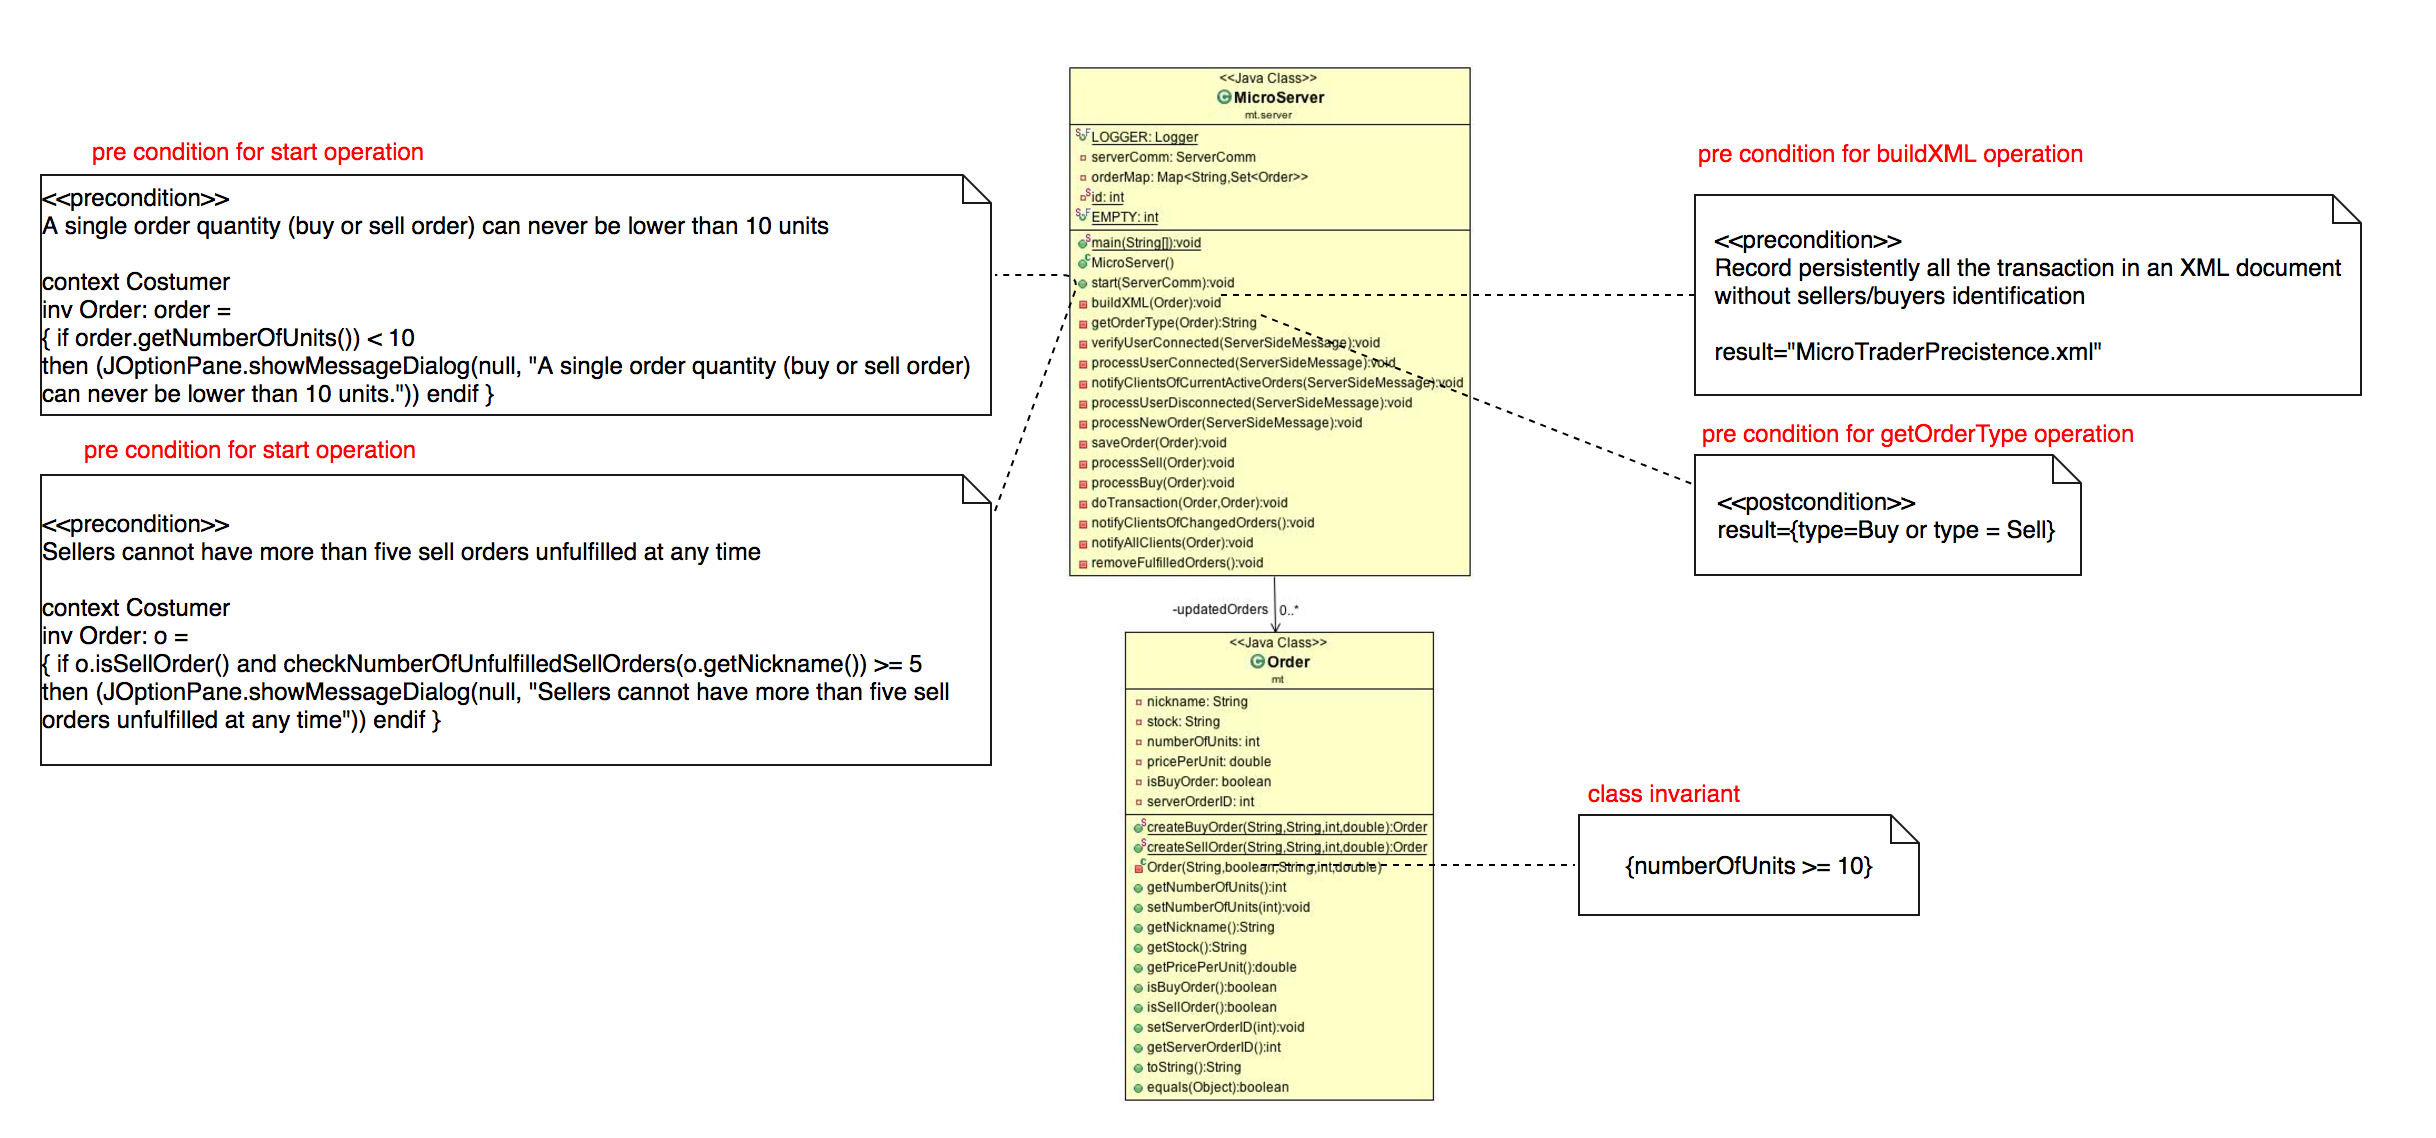 pre condition for start operation
<<precondition>>
A single order quantity (buy or sell order) can never be lower than 10 units
context Costumer
inv Order: order =
{ if order.getNumberOfUnits()) < 10
then (JOptionPane.showMessageDialog(null, "A single order quantity (buy or sell order)
can never be lower than 10 units.")) endif }
pre condition for start operation
<<precondition>>
Sellers cannot have more than five sell orders unfulfilled at any time
context Costumer
inv Order: o =
{ if o.isSellOrder() and checkNumberOfUnfulfilledSellOrders(o.getNickname()) >= 5
then (JOptionPane.showMessageDialog(null, "Sellers cannot have more than five sell
orders unfulfilled at any time")) endif }
<<Java Class>>
MicroServer
mt.server
LOGGER: Logger
serverComm: ServerComm
orderMap: Map<String,Set<Order>>
id: int
EMPTY: int
main(String[]):void
MicroServer()
start(ServerComm):void
buildXML(Order):void
getOrderType(Order):String
verifyUserConnected(ServerSideMessage):void
processUserConnected(ServerSideMessage):void
notifyClientsOfCurrentActiveOrders(ServerSideMessage):void
processUserDisconnected(ServerSideMessage):void
processNewOrder(ServerSideMessage):void
saveOrder(Order):void
processSell(Order):void
processBuy(Order):void
doTransaction(Order,Order):void
notifyClientsOfChangedOrders():void
notifyAllClients(Order):void
removeFulfilledOrders():void
-updatedOrders
0..*
<<Java Class>>
Order
mt
nickname: String
stock: String
numberOfUnits: int
pricePerUnit: double
isBuyOrder: boolean
serverOrderID: int
createBuyOrder(String,String,int,double):Order
createSellOrder(String,String,int,double):Order
Order(String,boolean,String,int,double)
getNumberOfUnits():int
setNumberOfUnits(int):void
getNickname():String
getStock():String
getPricePerUnit():double
isBuyOrder():boolean
isSellOrder():boolean
setServerOrderID(int):void
getServerOrderID():int
toString():String
equals(Object):boolean
pre condition for buildXML operation
<<precondition>>
Record persistently all the transaction in an XML document
without sellers/buyers identification
result="MicroTraderPrecistence.xml"
pre condition for getOrderType operation
<<postcondition>>
result={type=Buy or type = Sell}
class invariant
{numberOfUnits >= 10}